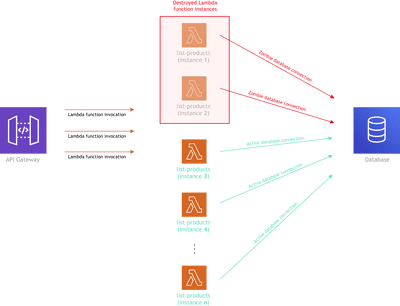 Destroyed Lambda
function instances
list-products
(instance 1)
Zombie database connection
list-products
(instance 2)
Zombie database connection
Lambda function invocation
Lambda function invocation
Lambda function invocation
API Gateway
Database
list-products
(instance 3)
Active database connection
list-products
(instance 4)
Active database connection
Active database connection
list-products
(instance n)